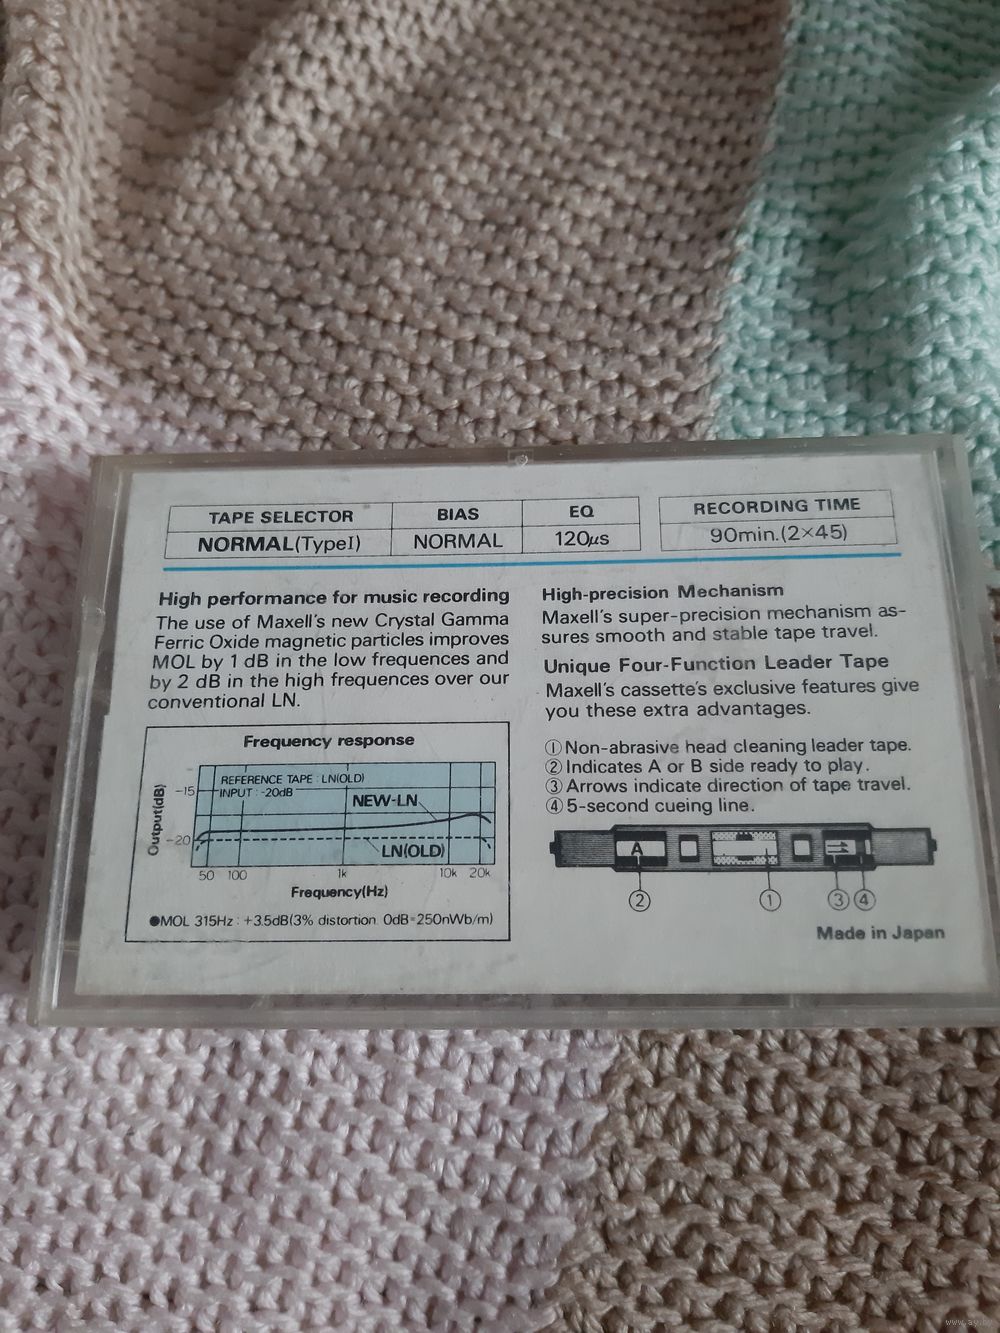 TAPE SELECTOR BIAS EQ RECORDING TIME
NORMAL(TypeI) NORMAL 120μs 90min.(2×45)
High performance for music recording
The use of Maxell's new Crystal Gamma
Ferric Oxide magnetic particles improves
MOL by 1 dB in the low frequences and
by 2 dB in the high frequences over our
conventional LN.
Frequency response
REFERENCE TAPE : LN(OLD)
INPUT : -20dB
Output(dB)
-15
-20
NEW-LN
LN(OLD)
50 100 1k 10k 20k
Frequency(Hz)
●MOL 315Hz : +3.5dB(3% distortion. 0dB=250nWb/m)
High-precision Mechanism
Maxell's super-precision mechanism as-
sures smooth and stable tape travel.
Unique Four-Function Leader Tape
Maxell's cassette's exclusive features give
you these extra advantages.
①Non-abrasive head cleaning leader tape.
②Indicates A or B side ready to play.
③Arrows indicate direction of tape travel.
④5-second cueing line.
A
② ① ③ ④
Made in Japan
www.ay.by